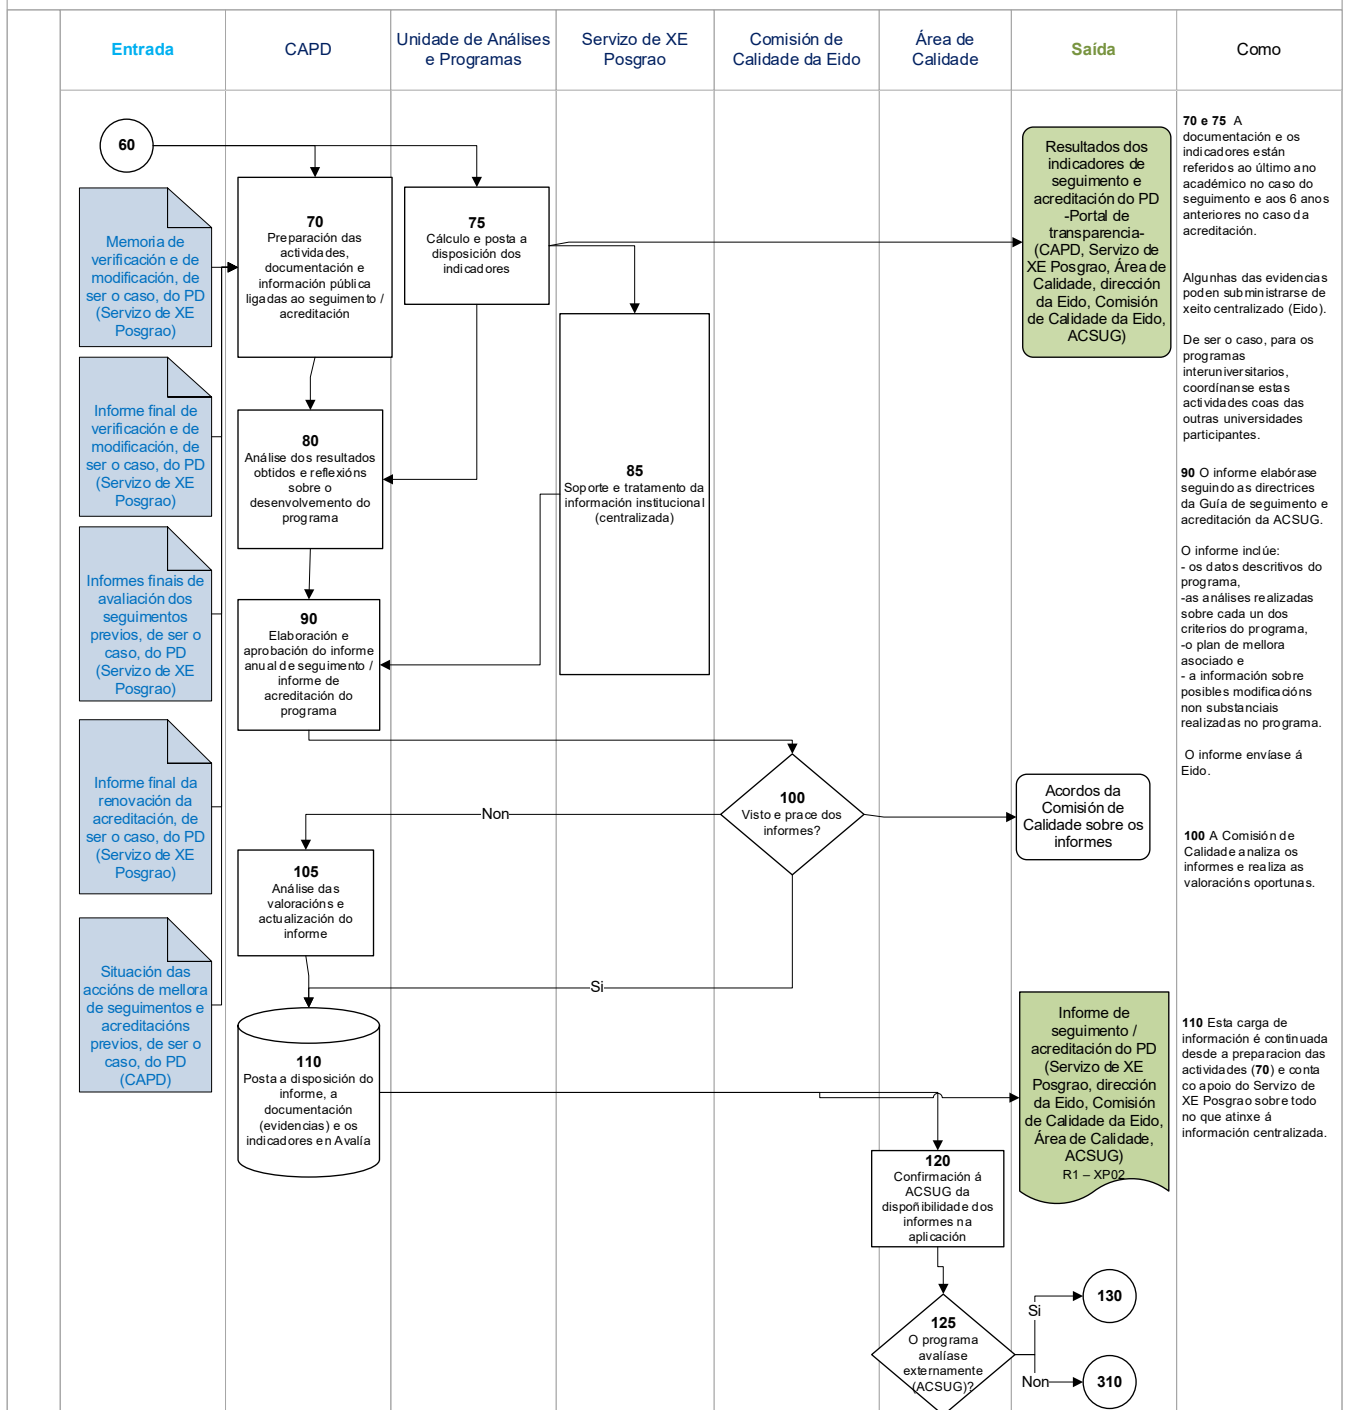 Entrada
CAPD
Unidade de Análises
e Programas
Servizo de XE
Posgrao
Comisión de
Calidade da Eido
Área de
Calidade
Saída
Como
60
Memoria de
verificación e de
modificación, de
ser o caso, do PD
(Servizo de XE
Posgrao)
Informe final de
verificación e de
modificación, de
ser o caso, do PD
(Servizo de XE
Posgrao)
Informes finais de
avaliación dos
seguimentos
previos, de ser o
caso, do PD
(Servizo de XE
Posgrao)
Informe final da
renovación da
acreditación, de
ser o caso, do PD
(Servizo de XE
Posgrao)
Situación das
accións de mellora
de seguimentos e
acreditacións
previos, de ser o
caso, do PD
(CAPD)
70
Preparación das
actividades,
documentación e
información pública
ligadas ao seguimento /
acreditación
75
Cálculo e posta a
disposición dos
indicadores
80
Análise dos resultados
obtidos e reflexións
sobre o
desenvolvemento do
programa
85
Soporte e tratamento da
información institucional
(centralizada)
90
Elaboración e
aprobación do informe
anual de seguimento /
informe de
acreditación do
programa
100
Visto e prace dos
informes?
Non
105
Análise das
valoracións e
actualización do
informe
Si
110
Posta a disposición do
informe, a
documentación
(evidencias) e os
indicadores en Avalía
120
Confirmación á
ACSUG da
dispoñibilidade dos
informes na
aplicación
125
O programa
avalíase
externamente
(ACSUG)?
Si
130
Non
310
Resultados dos
indicadores de
seguimento e
acreditación do PD
-Portal de
transparencia-
(CAPD, Servizo de
XE Posgrao, Área de
Calidade, dirección
da Eido, Comisión
de Calidade da Eido,
ACSUG)
Acordos da
Comisión de
Calidade sobre os
informes
Informe de
seguimento /
acreditación do PD
(Servizo de XE
Posgrao, dirección
da Eido, Comisión
de Calidade da Eido,
Área de Calidade,
ACSUG)
R1 – XP02
70 e 75 A
documentación e os
indicadores están
referidos ao último ano
académico no caso do
seguimento e aos 6 anos
anteriores no caso da
acreditación.
Algunhas das evidencias
poden subministrarse de
xeito centralizado (Eido).
De ser o caso, para os
programas
interuniversitarios,
coordínanse estas
actividades coas das
outras universidades
participantes.
90 O informe elabórase
seguindo as directrices
da Guía de seguimento e
acreditación da ACSUG.
O informe inclúe:
- os datos descritivos do
programa,
-as análises realizadas
sobre cada un dos
criterios do programa,
-o plan de mellora
asociado e
- a información sobre
posibles modificacións
non substanciais
realizadas no programa.
O informe envíase á
Eido.
100 A Comisión de
Calidade analiza os
informes e realiza as
valoracións oportunas.
110 Esta carga de
información é continuada
desde a preparacion das
actividades (70) e conta
co apoio do Servizo de
XE Posgrao sobre todo
no que atinxe á
información centralizada.